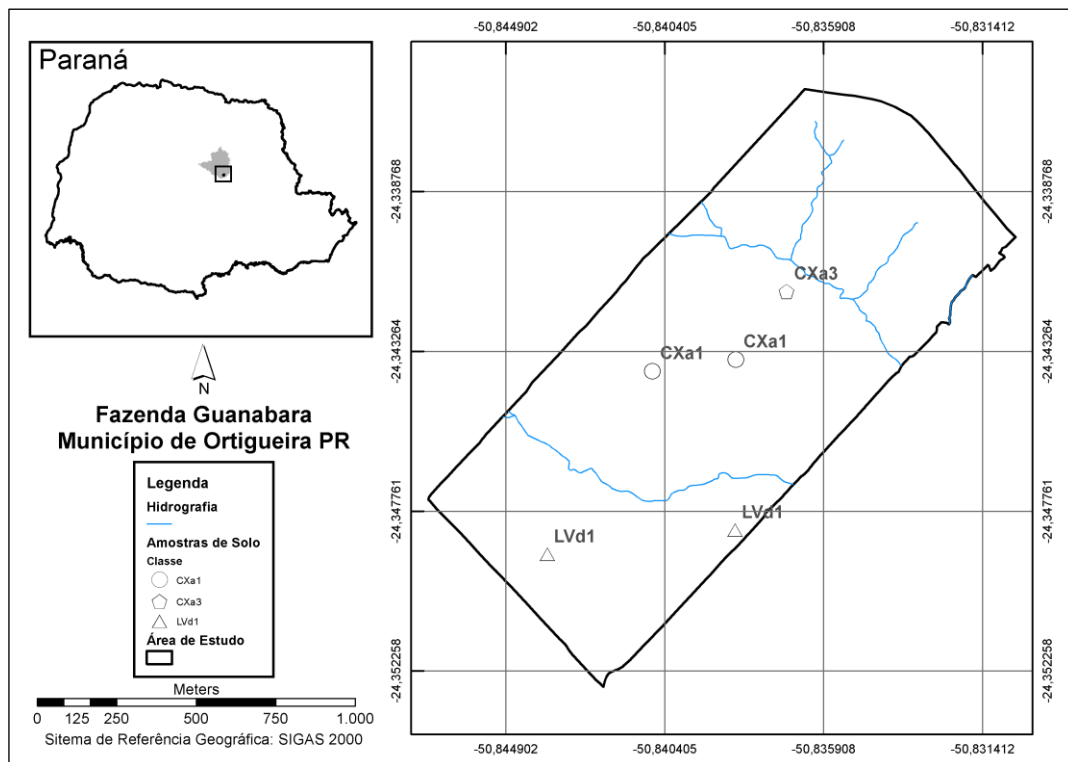 Paraná
N
Fazenda Guanabara
Município de Ortigueira PR
Legenda
Hidrografia
Amostras de Solo
Classe
CXa1
CXa3
LVd1
Área de Estudo
Meters
0 125 250 500 750 1.000
Sitema de Referência Geográfica: SIGAS 2000
-50,844902 -50,840405 -50,835908 -50,831412
-24,338768 -24,338768
CXa3
-24,343264 -24,343264
CXa1
CXa1
-24,347761 -24,347761
LVd1
LVd1
-24,352258 -24,352258
-50,844902 -50,840405 -50,835908 -50,831412